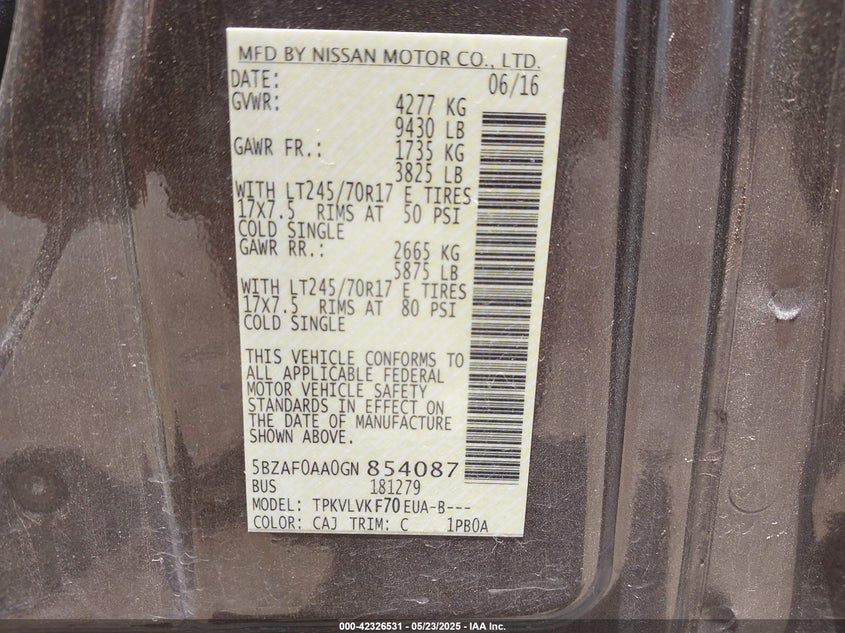 MFD BY NISSAN MOTOR CO., LTD.
DATE: 06/16
GVWR: 4277 KG
9430 LB
GAWR FR.: 1735 KG
3825 LB
WITH LT245/70R17 E TIRES
17X7.5 RIMS AT 50 PSI
COLD SINGLE
GAWR RR.: 2665 KG
5875 LB
WITH LT245/70R17 E TIRES
17X7.5 RIMS AT 80 PSI
COLD SINGLE
THIS VEHICLE CONFORMS TO
ALL APPLICABLE FEDERAL
MOTOR VEHICLE SAFETY
STANDARDS IN EFFECT ON
THE DATE OF MANUFACTURE
SHOWN ABOVE.
5BZAF0AA0GN 854087
BUS 181279
MODEL: TPKVLVKF70EUA-B---
COLOR: CAJ TRIM: C 1PB0A
000-42326531 - 05/23/2025 - IAA Inc.